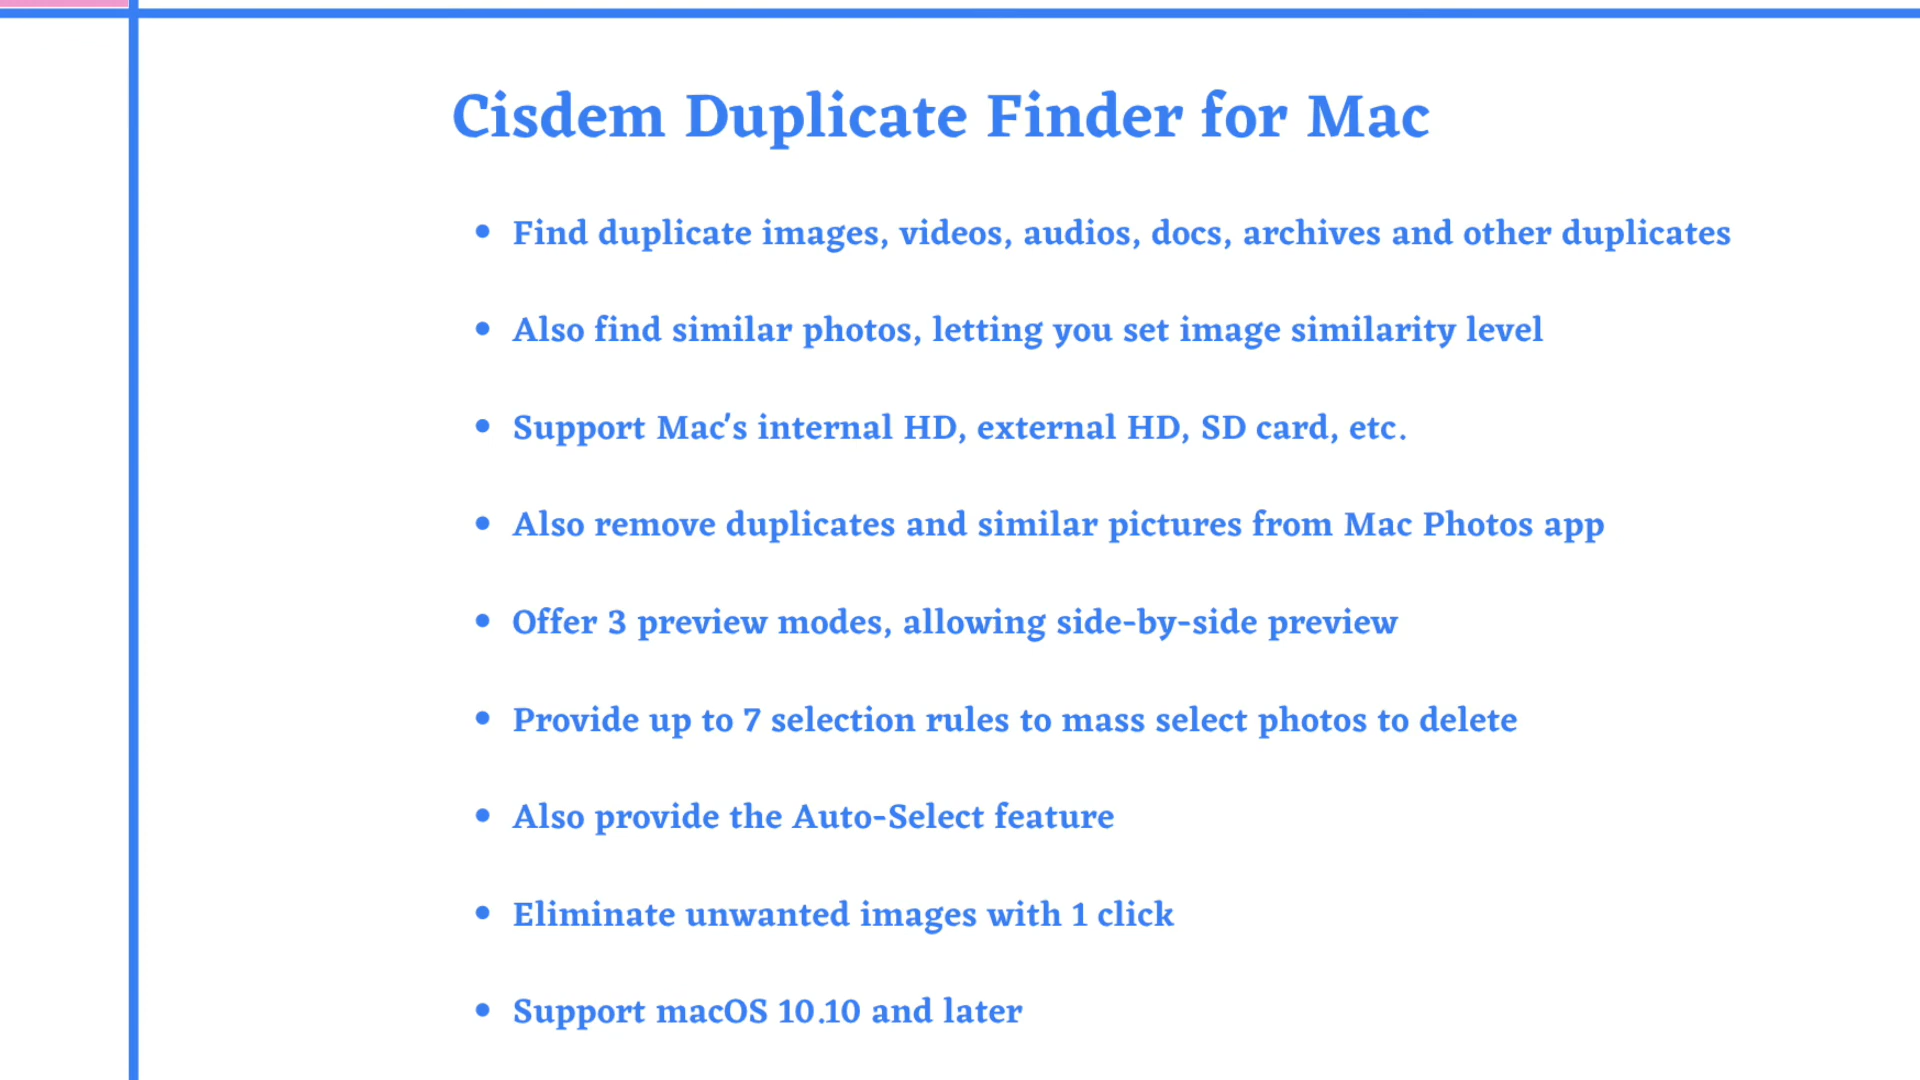 Cisdem Duplicate Finder for Mac
• Find duplicate images, videos, audios, docs, archives and other duplicates
• Also find similar photos, letting you set image similarity level
• Support Mac's internal HD, external HD, SD card, etc.
• Also remove duplicates and similar pictures from Mac Photos app
• Offer 3 preview modes, allowing side-by-side preview
• Provide up to 7 selection rules to mass select photos to delete
• Also provide the Auto-Select feature
• Eliminate unwanted images with 1 click
• Support macOS 10.10 and later